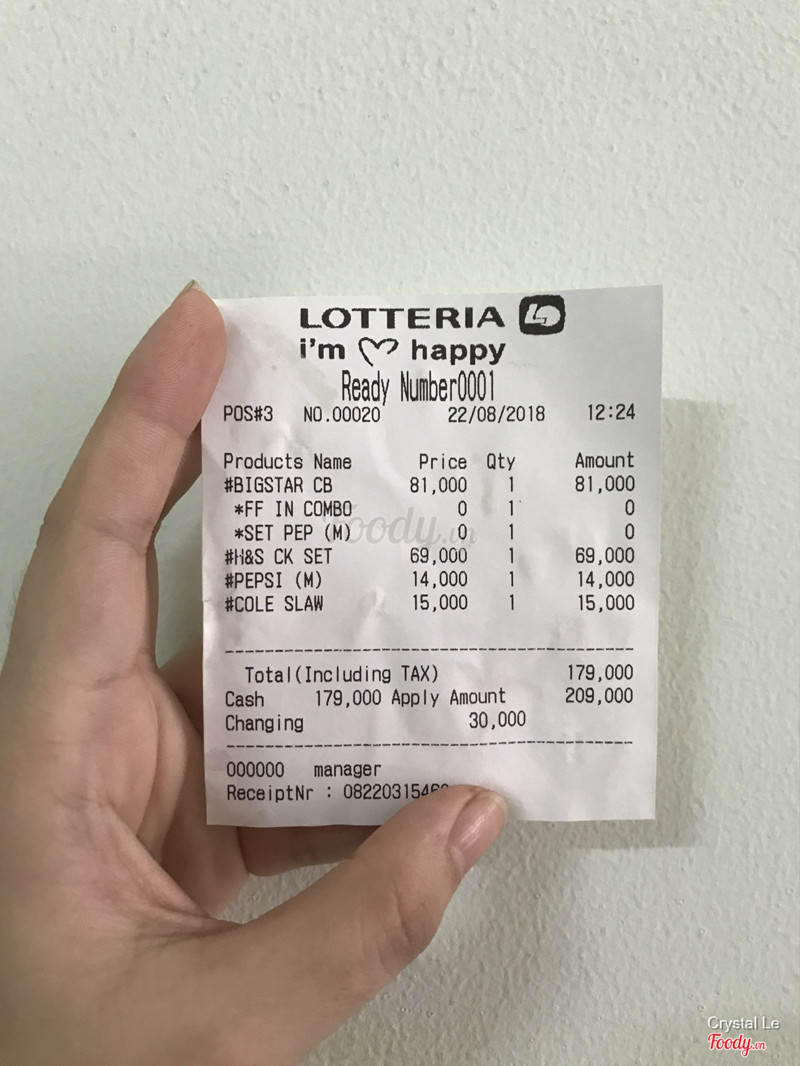 LOTTERIA
i'm happy
Ready Number0001
POS#3 NO.00020 22/08/2018 12:24
Products Name Price Qty Amount
#BIGSTAR CB 81,000 1 81,000
*FF IN COMBO 0 1 0
*SET PEP (M) 0 1 0
#H&S CK SET 69,000 1 69,000
#PEPSI (M) 14,000 1 14,000
#COLE SLAW 15,000 1 15,000
Total(Including TAX) 179,000
Cash 179,000 Apply Amount 209,000
Changing 30,000
000000 manager
ReceiptNr :
foody.vn
Crystal Le
Foody.vn